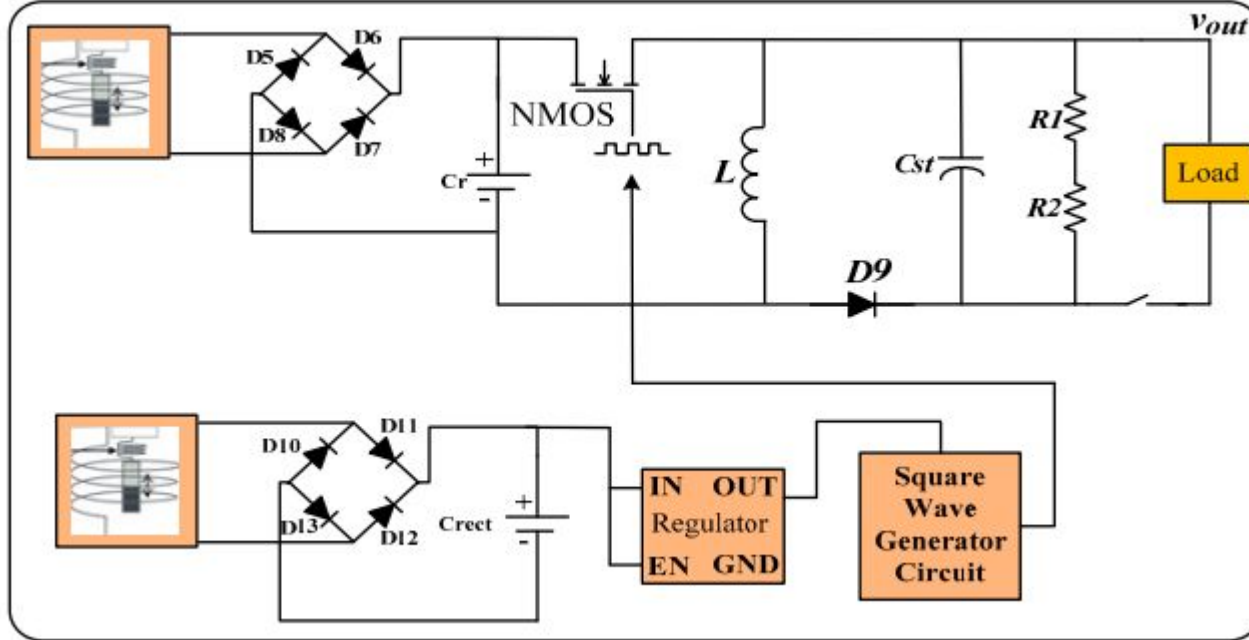 vout
D6
D5
NMOS
D8
D7
+
Cr
-
L
Cst
R1
R2
Load
D9
D11
D10
D13
D12
+
Crect
-
IN OUT
Regulator
EN GND
Square
Wave
Generator
Circuit